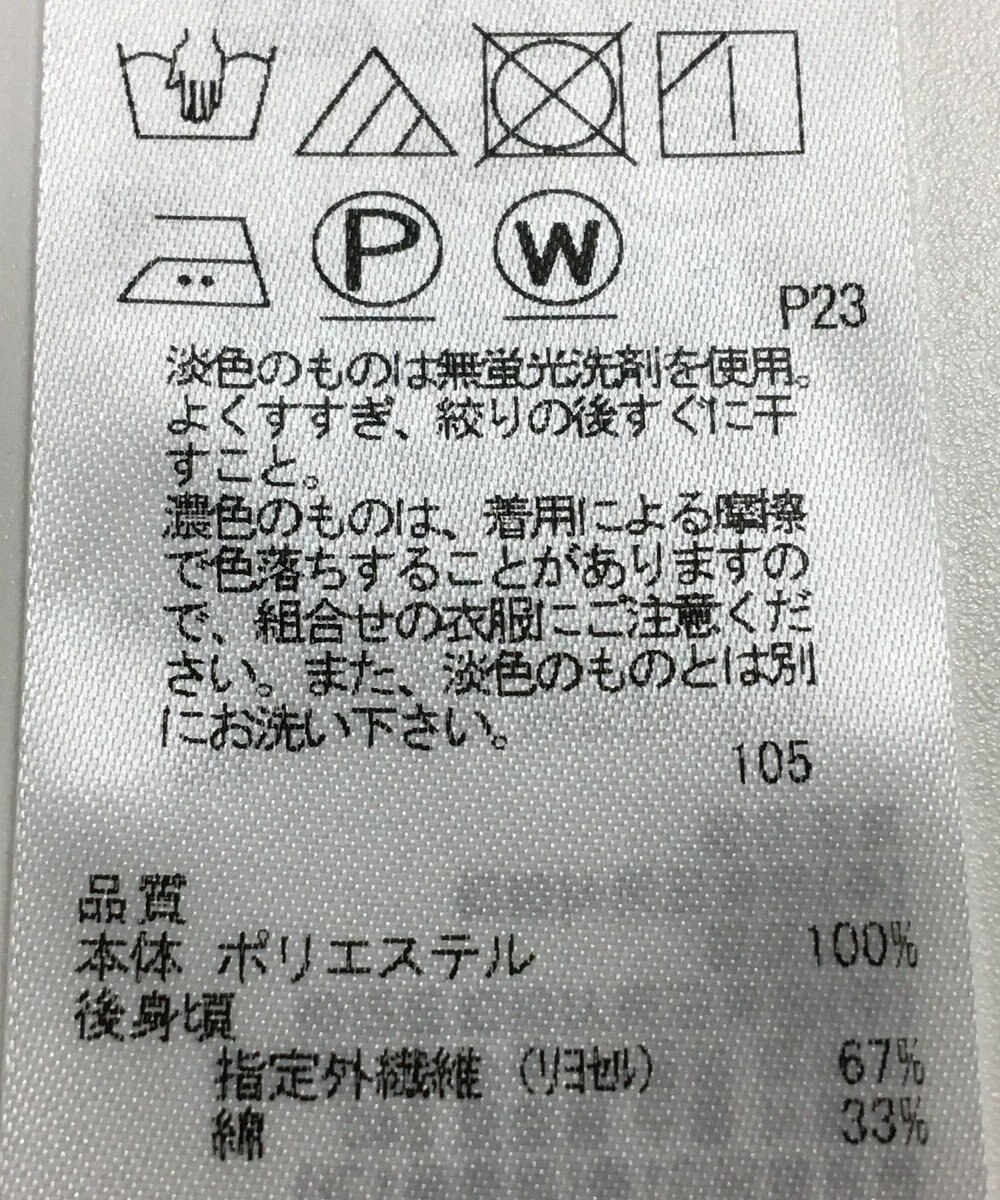 P W
P23
淡色のものは無蛍光洗剤を使用。
よくすすぎ、絞りの後すぐに干
すこと。
濃色のものは、着用による摩擦
で色落ちすることがありますの
で、組合せの衣服にご注意くだ
さい。また、淡色のものとは別
にお洗い下さい。
105
品質
本体 ポリエステル 100%
後身頃
指定外繊維 (リヨセル) 67%
綿 33%